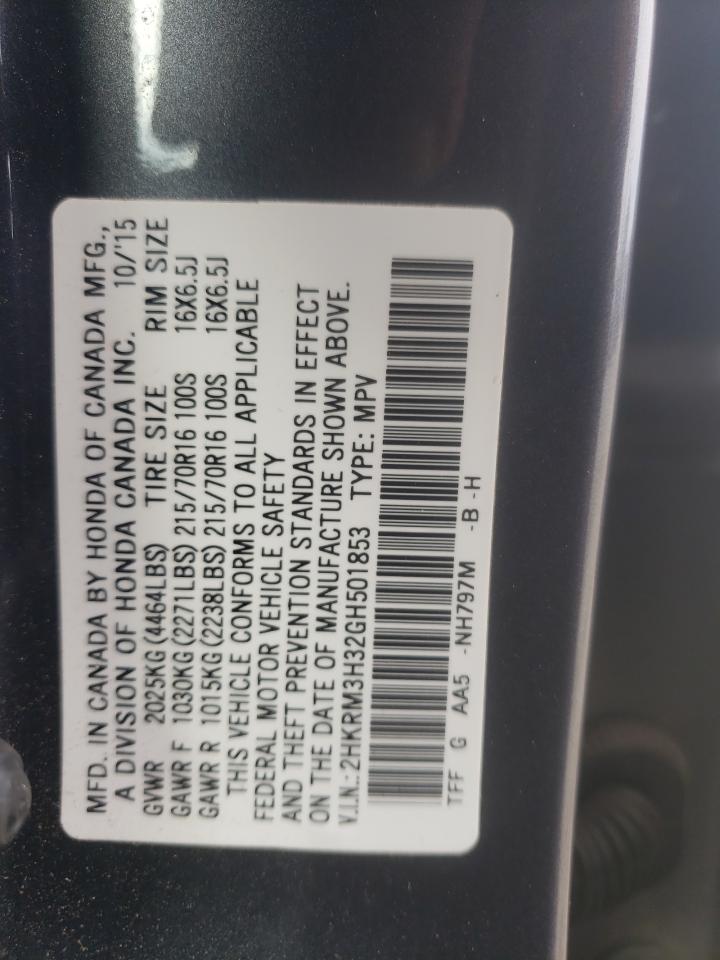 MFD. IN CANADA BY HONDA OF CANADA MFG.,
A DIVISION OF HONDA CANADA INC. 10/'15
GVWR 2025KG (4464LBS) TIRE SIZE RIM SIZE
GAWR F 1030KG (2271LBS) 215/70R16 100S 16X6.5J
GAWR R 1015KG (2238LBS) 215/70R16 100S 16X6.5J
THIS VEHICLE CONFORMS TO ALL APPLICABLE
FEDERAL MOTOR VEHICLE SAFETY
AND THEFT PREVENTION STANDARDS IN EFFECT
ON THE DATE OF MANUFACTURE SHOWN ABOVE.
V.I.N.: 2HKRM3H32GH501853 TYPE: MPV
TFF G AA5 -NH797M -B -H